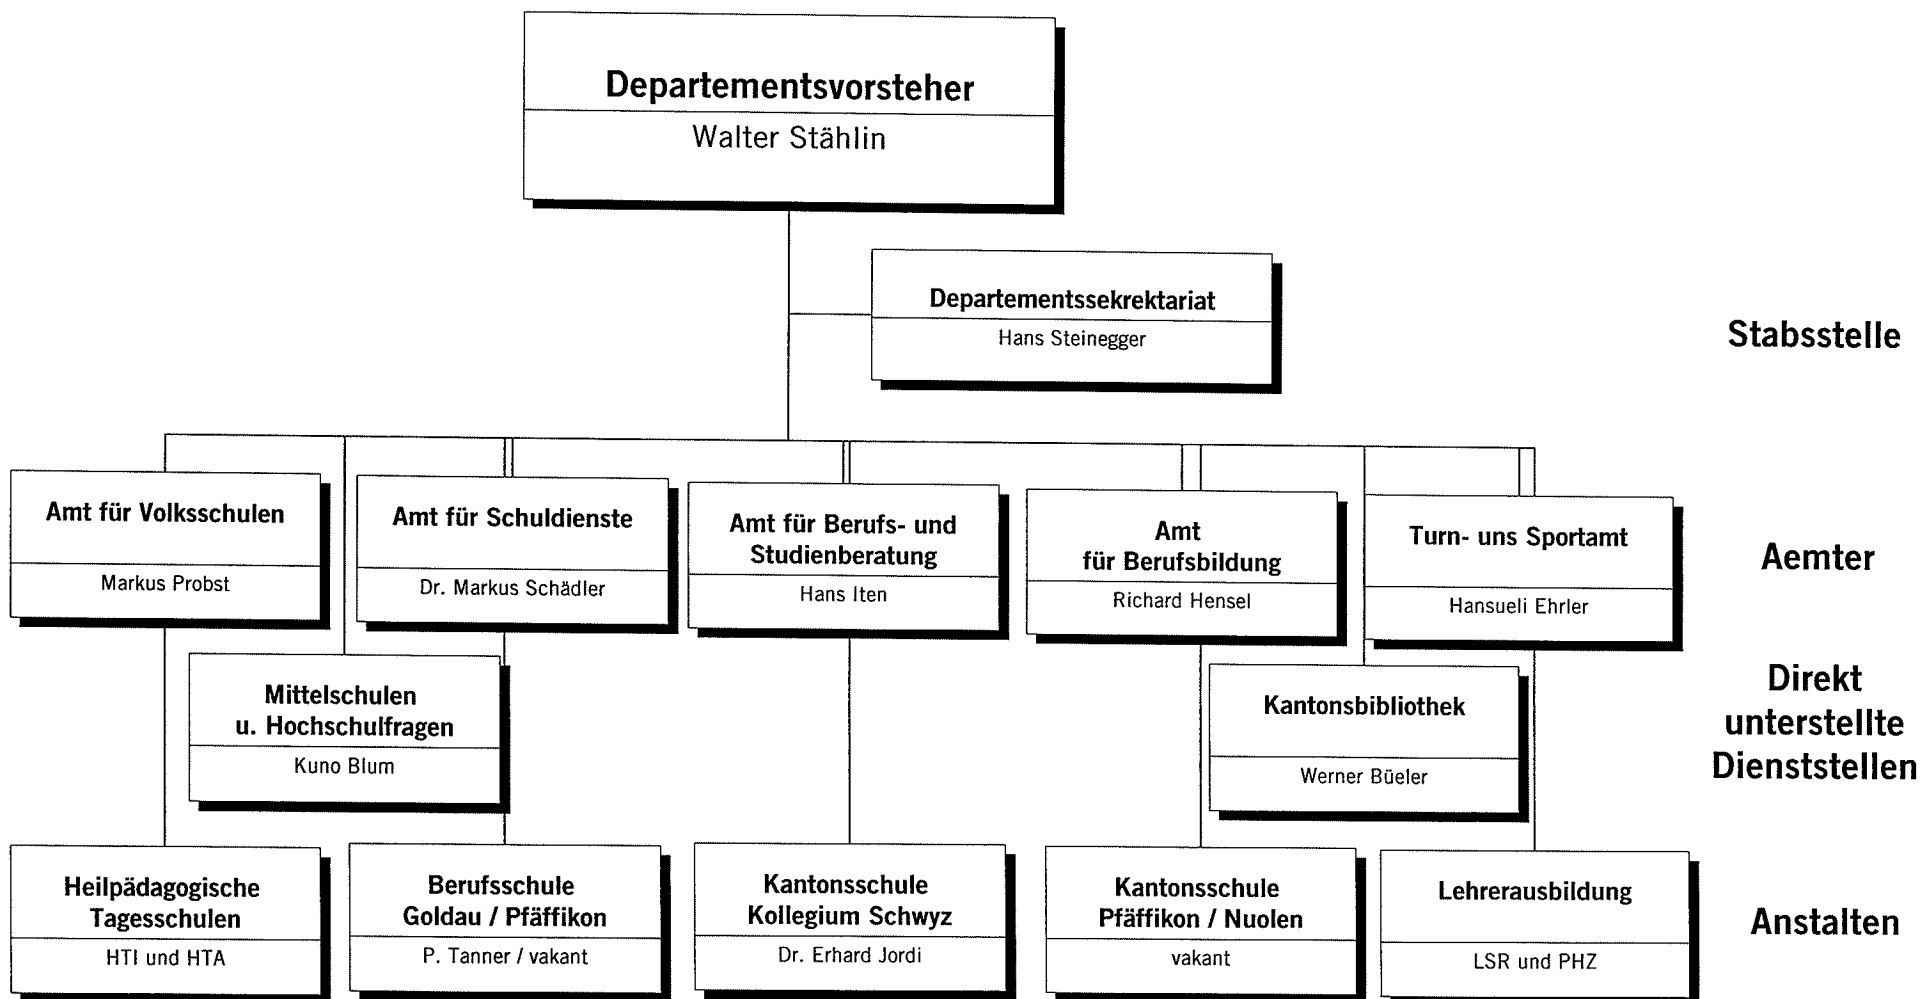 Departementsvorsteher
Walter Stählin
Departementssekretariat
Hans Steinegger
Stabsstelle
Amt für Volksschulen
Markus Probst
Amt für Schuldienste
Dr. Markus Schädler
Amt für Berufs- und
Studienberatung
Hans Iten
Amt
für Berufsbildung
Richard Hensel
Turn- uns Sportamt
Hansueli Ehrler
Aemter
Mittelschulen
u. Hochschulfragen
Kuno Blum
Kantonsbibliothek
Werner Büeler
Direkt
unterstellte
Dienststellen
Heilpädagogische
Tagesschulen
HTI und HTA
Berufsschule
Goldau / Pfäffikon
P. Tanner / vakant
Kantonsschule
Kollegium Schwyz
Dr. Erhard Jordi
Kantonsschule
Pfäffikon / Nuolen
vakant
Lehrerausbildung
LSR und PHZ
Anstalten